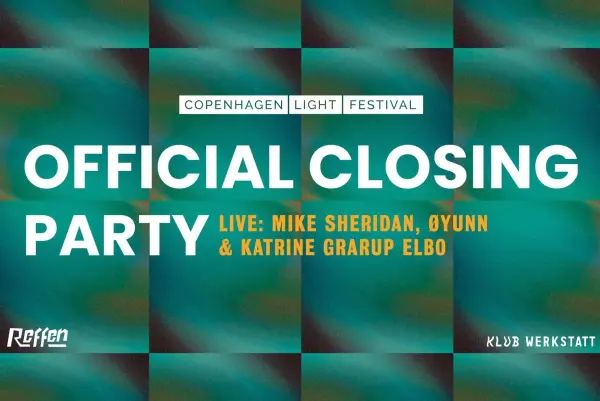 COPENHAGEN LIGHT FESTIVAL
OFFICIAL CLOSING
PARTY
LIVE: MIKE SHERIDAN, ØYUNN
& KATRINE GRARUP ELBO
Reffen
KLUB WERKSTATT